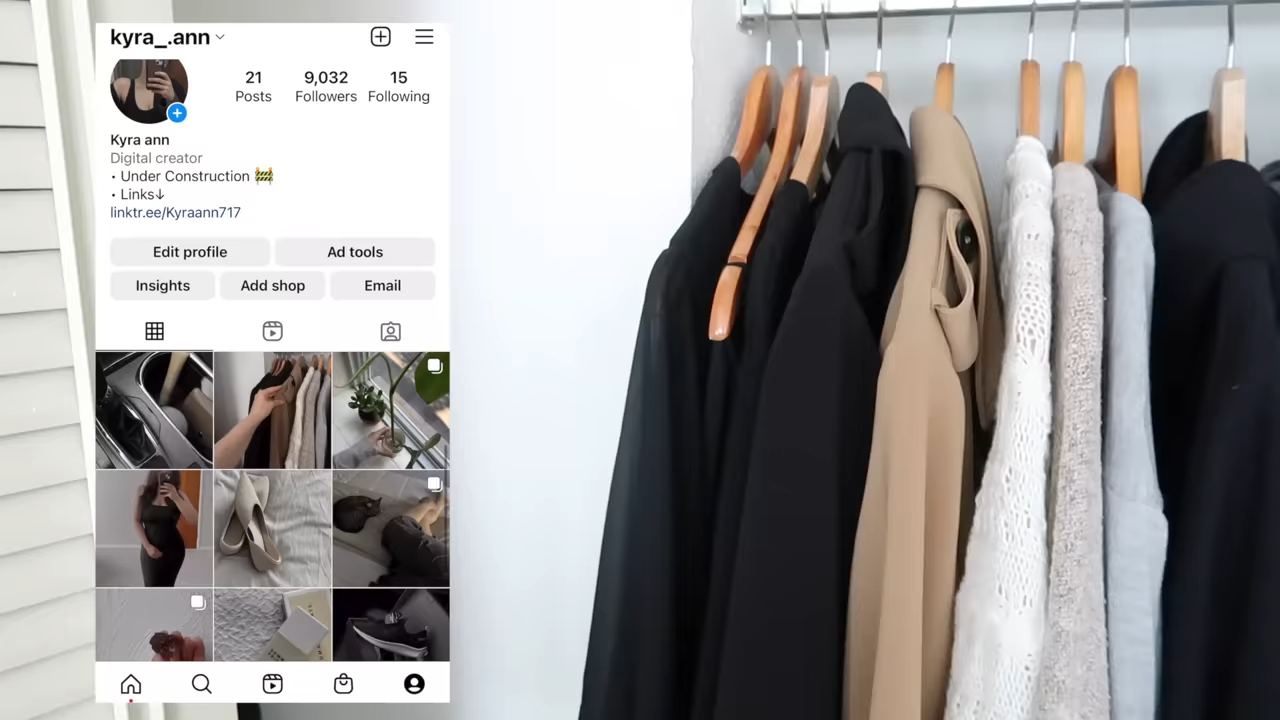 kyra_.ann
21 9,032 15
Posts Followers Following
Kyra ann
Digital creator
• Under Construction 🚧
• Links↓
linktr.ee/Kyraann717
Edit profile Ad tools
Insights Add shop Email